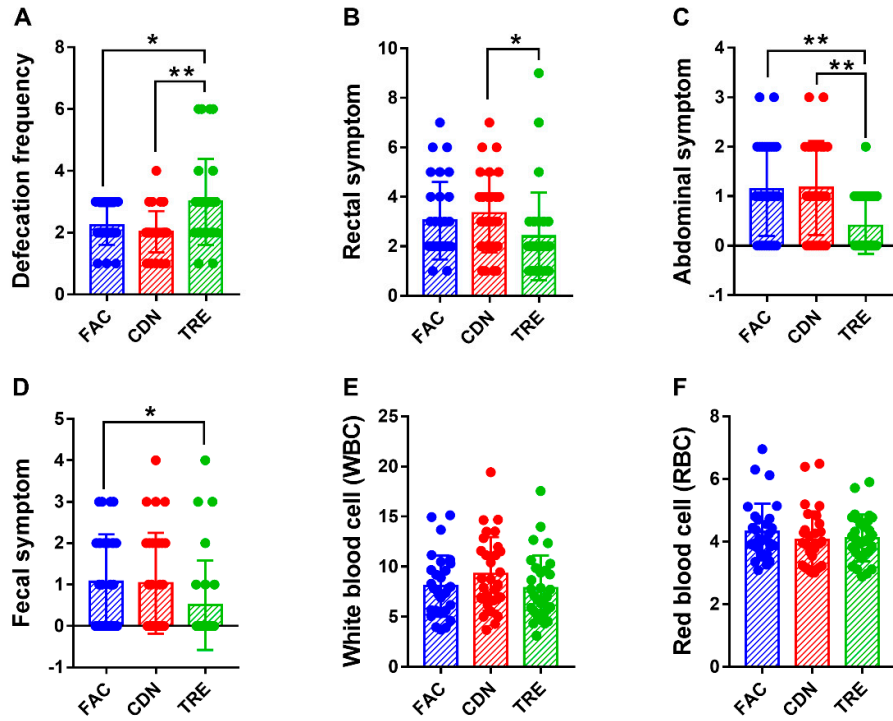 A
Defecation frequency
8
6
4
2
0
*
**
FAC
CDN
TRE
B
Rectal symptom
10
8
6
4
2
0
*
FAC
CDN
TRE
C
Abdominal symptom
4
3
2
1
0
-1
**
**
FAC
CDN
TRE
D
Fecal symptom
5
4
3
2
1
0
-1
*
FAC
CDN
TRE
E
White blood cell (WBC)
25
20
15
10
5
0
FAC
CDN
TRE
F
Red blood cell (RBC)
8
6
4
2
0
FAC
CDN
TRE